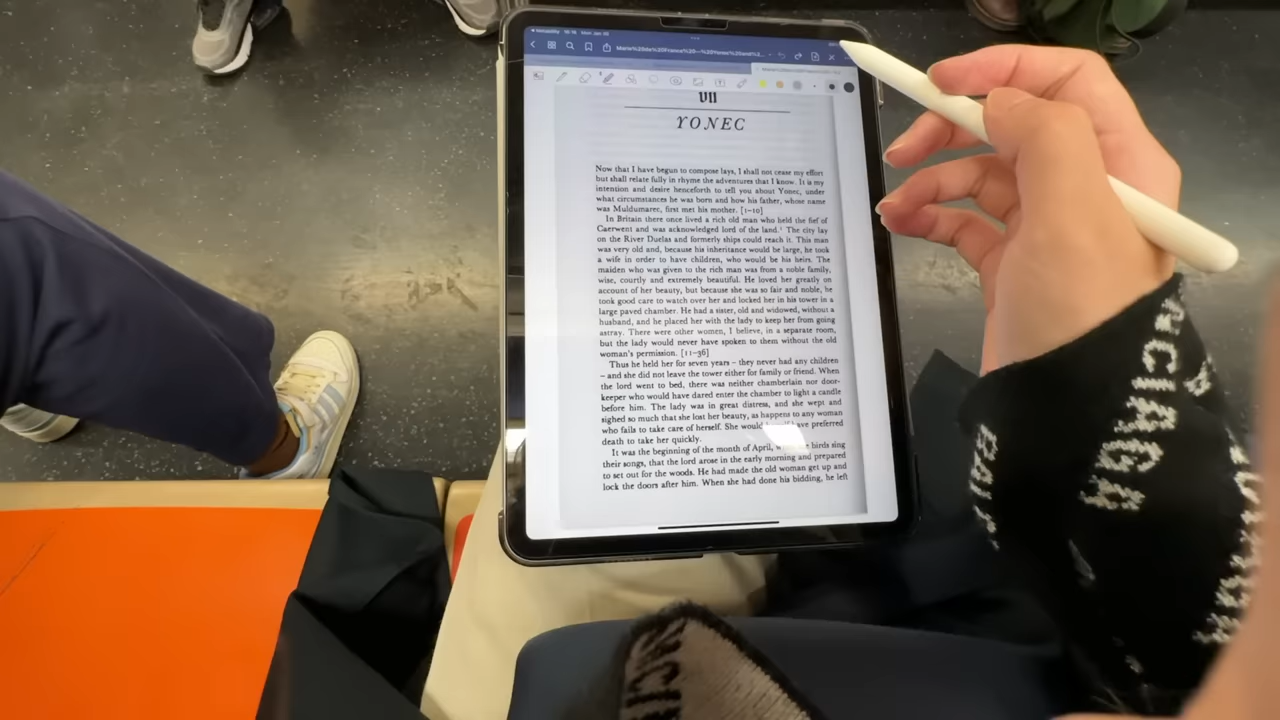 vii
YONEC
Now that I have begun to compose lays, I shall not cease my effort
but shall relate fully in rhyme the adventures that I know. It is my
intention and desire henceforth to tell you about Yonec, under
what circumstances he was born and how his father, whose name
was Muldumarec, first met his mother. [1–10]
In Britain there once lived a rich old man who held the fief of
Caerwent and was acknowledged lord of the land.¹ The city lay
on the River Duelas and formerly ships could reach it. This man
was very old and, because his inheritance would be large, he took
a wife in order to have children, who would be his heirs. The
maiden who was given to the rich man was from a noble family,
wise, courtly and extremely beautiful. He loved her greatly on
account of her beauty, but because she was so fair and noble, he
took good care to watch over her and locked her in his tower in a
large paved chamber. He had a sister, old and widowed, without a
husband, and he placed her with the lady to keep her from going
astray. There were other women, I believe, in a separate room,
but the lady would never have spoken to them without the old
woman's permission. [11–36]
Thus he held her for seven years – they never had any children
– and she did not leave the tower either for family or friend. When
the lord went to bed, there was neither chamberlain nor door-
keeper who would have dared enter the chamber to light a candle
before him. The lady was in great distress, and she wept and
sighed so much that she lost her beauty, as happens to any woman
who fails to take care of herself. She would have preferred
death to take her quickly.
It was the beginning of the month of April, birds sing
their songs, that the lord arose in the early morning and prepared
to set out for the woods. He had made the old woman get up and
lock the doors after him. When she had done his bidding, he left